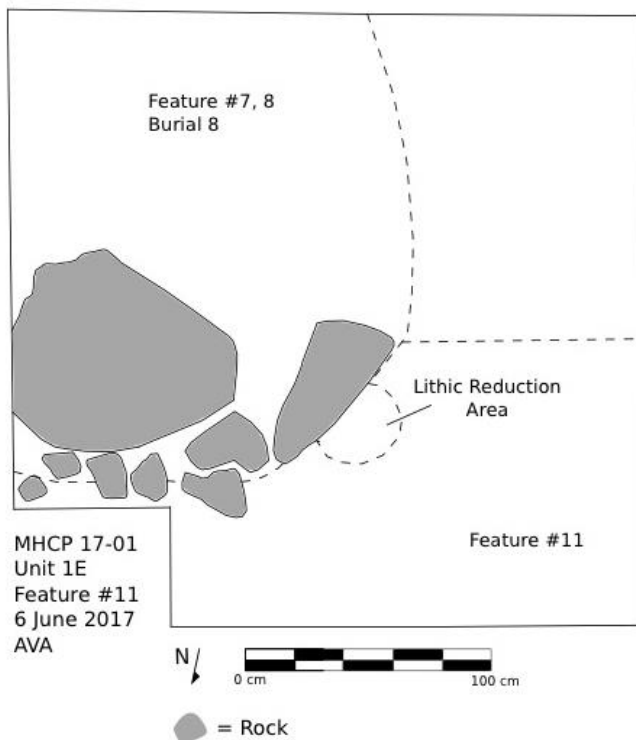 Feature #7, 8
Burial 8
Lithic Reduction
Area
Feature #11
MHCP 17-01
Unit 1E
Feature #11
6 June 2017
AVA
N
0 cm
100 cm
= Rock